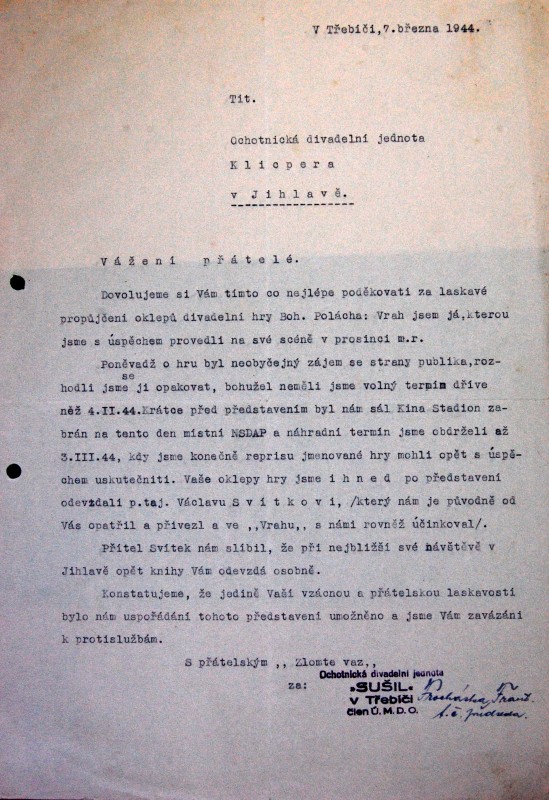 V Třebíči,7.března 1944.
Tit.
Ochotnická divadelní jednota
K l i c p e r a
v J i h l a v ě.
V á ž e n í p ř á t e l é.
Dovolujeme si Vám tímto co nejlépe poděkovati za laskavé
propůjčení oklepů divadelní hry Boh. Polácha: Vrah jsem já,kterou
jsme s úspěchem provedli na své scéně v prosinci m.r.
Poněvadž o hru byl neobyčejný zájem se strany publika,roz-
se
hodli jsme ji opakovat, bohužel neměli jsme volný termin dříve
než 4.II.44.Krátce před představením byl nám sál Kina Stadion za-
brán na tento den místní NSDAP a náhradní termín jsme obdrželi až
3.III.44, kdy jsme konečně reprisu jmenované hry mohli opět s úspě-
chem uskutečniti. Vaše oklepy hry jsme i h n e d po představení
odevzdali p.taj. Václavu S v í t k o v i, /který nám je původně od
Vás opatřil a přivezl a ve ,,Vrahu,, s námi rovněž účinkoval/.
Přítel Svítek nám slíbil, že při nejbližší své návštěvě v
Jihlavě opět knihy Vám odevzdá osobně.
Konstatujeme, že jedině Vaší vzácnou a přátelskou laskavostí
bylo nám uspořádání tohoto představení umožněno a jsme Vám zavázáni
k protislužbám.
S přátelským ,, Zlomte vaz,,
Ochotnická divadelní jednota
za:
„SUŠIL“
v Třebíči
člen Ú. M. D. O.
Procházka Frant.
t.č. předseda.